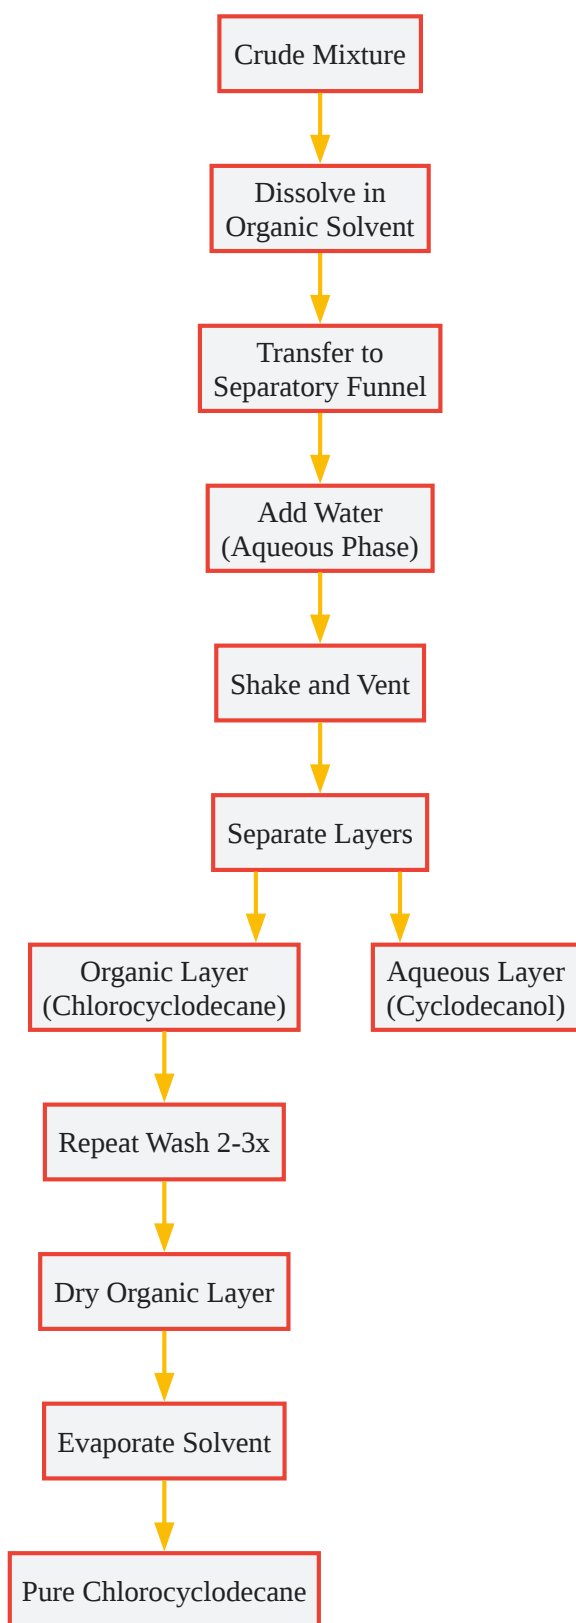 Crude Mixture
Dissolve in
Organic Solvent
Transfer to
Separatory Funnel
Add Water
(Aqueous Phase)
Shake and Vent
Separate Layers
Organic Layer
(Chlorocyclodecane)
Aqueous Layer
(Cyclodecanol)
Repeat Wash 2-3x
Dry Organic Layer
Evaporate Solvent
Pure Chlorocyclodecane